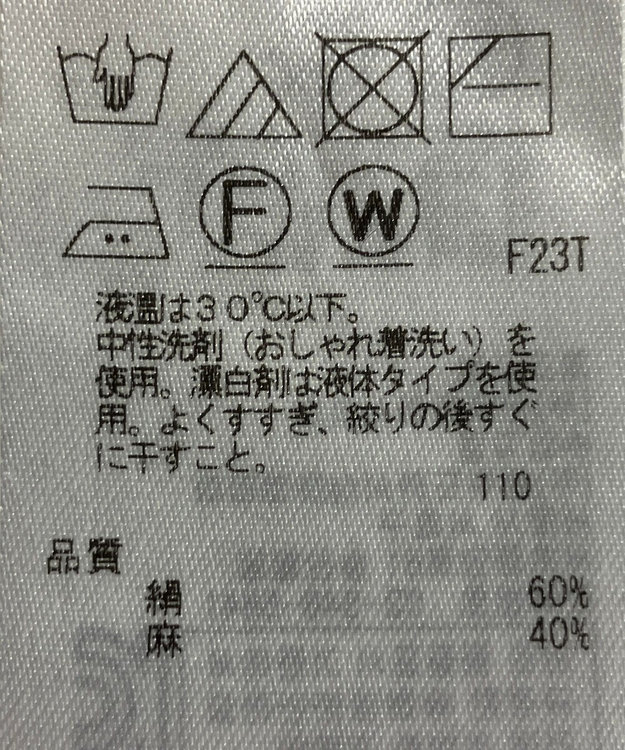 F W
F23T
液温は30℃以下。
中性洗剤(おしゃれ着洗い)を
使用。漂白剤は液体タイプを使
用。よくすすぎ、絞りの後すぐ
に干すこと。
110
品質
絹 60%
麻 40%